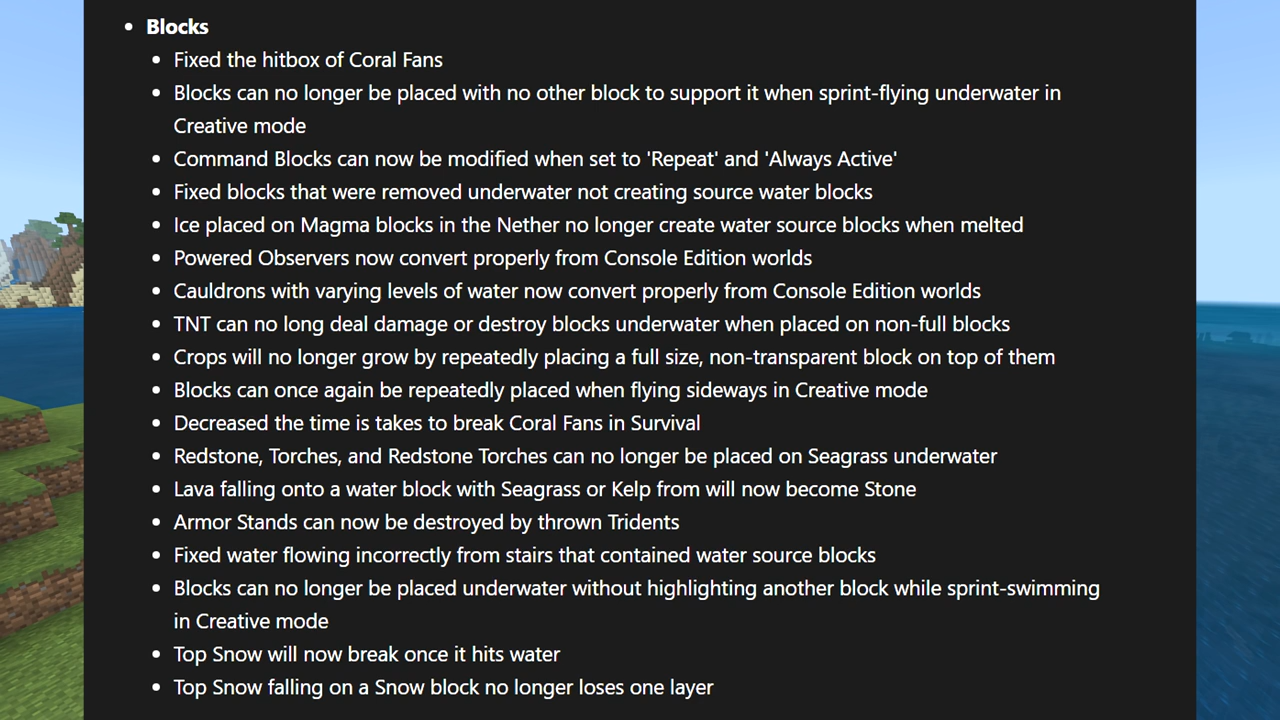 Blocks
Fixed the hitbox of Coral Fans
Blocks can no longer be placed with no other block to support it when sprint-flying underwater in
Creative mode
Command Blocks can now be modified when set to 'Repeat' and 'Always Active'
Fixed blocks that were removed underwater not creating source water blocks
Ice placed on Magma blocks in the Nether no longer create water source blocks when melted
Powered Observers now convert properly from Console Edition worlds
Cauldrons with varying levels of water now convert properly from Console Edition worlds
TNT can no long deal damage or destroy blocks underwater when placed on non-full blocks
Crops will no longer grow by repeatedly placing a full size, non-transparent block on top of them
Blocks can once again be repeatedly placed when flying sideways in Creative mode
Decreased the time is takes to break Coral Fans in Survival
Redstone, Torches, and Redstone Torches can no longer be placed on Seagrass underwater
Lava falling onto a water block with Seagrass or Kelp from will now become Stone
Armor Stands can now be destroyed by thrown Tridents
Fixed water flowing incorrectly from stairs that contained water source blocks
Blocks can no longer be placed underwater without highlighting another block while sprint-swimming
in Creative mode
Top Snow will now break once it hits water
Top Snow falling on a Snow block no longer loses one layer